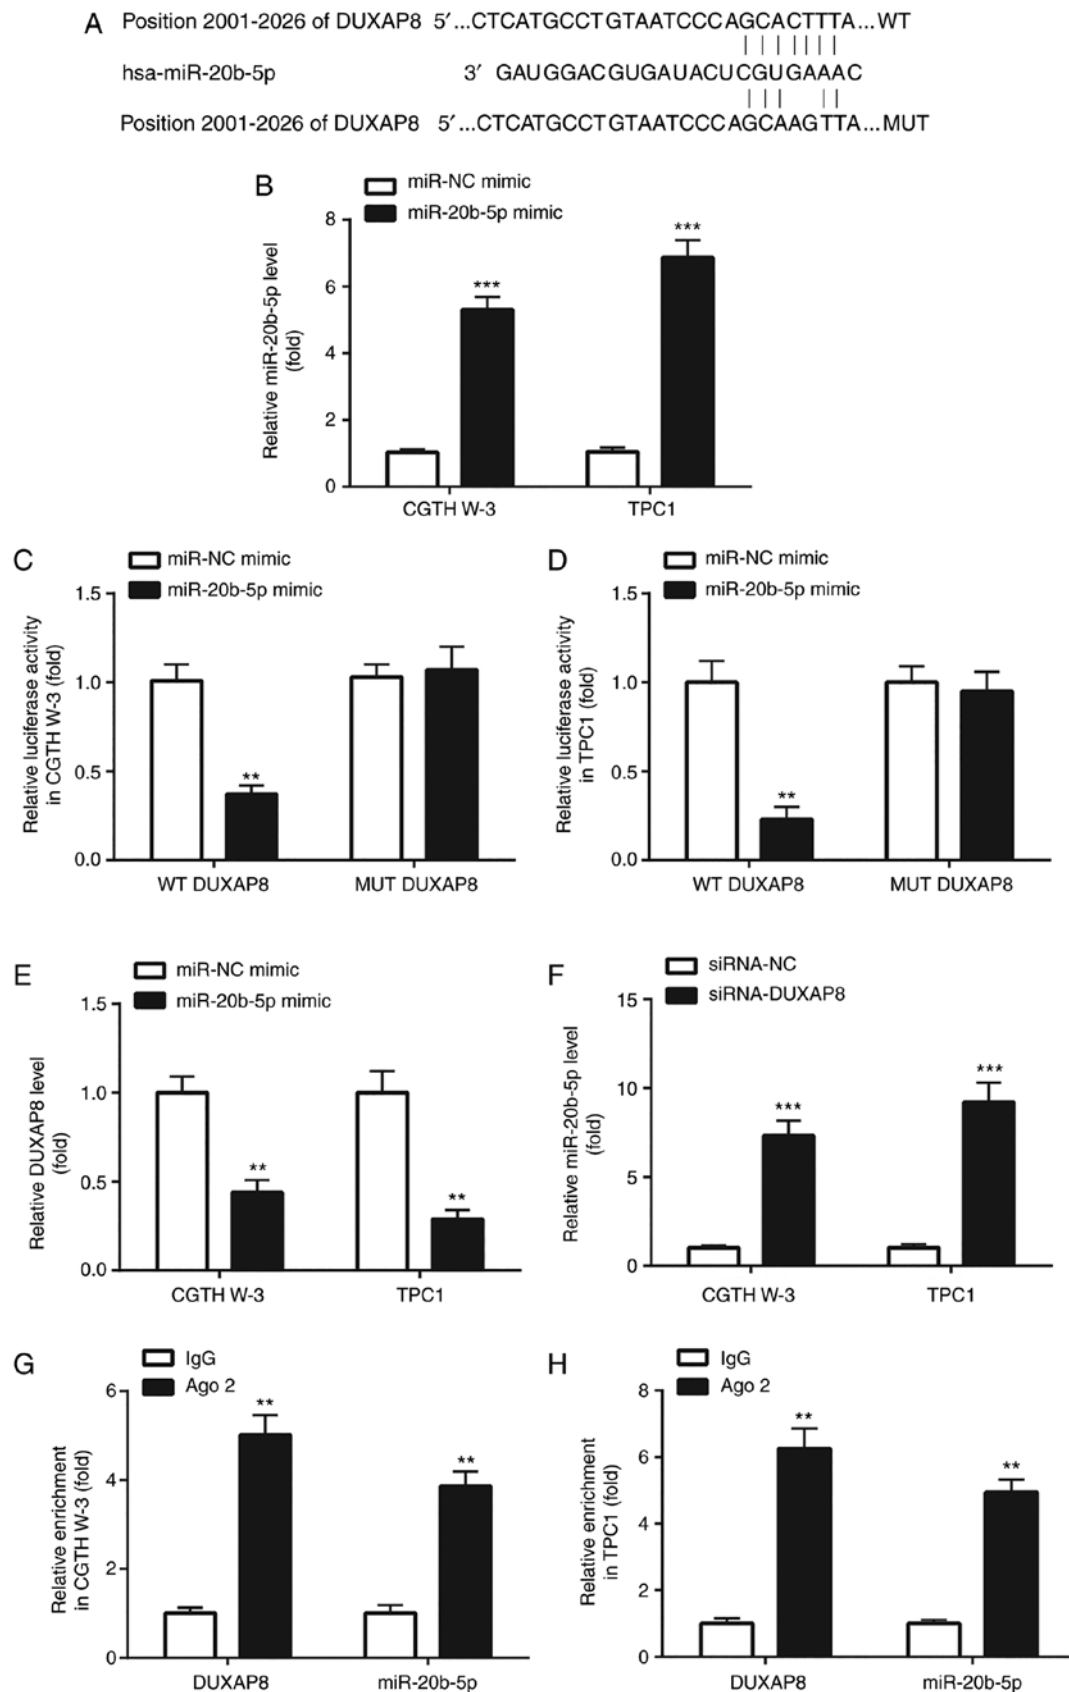 A Position 2001-2026 of DUXAP8 5′...CTCATGCCTGTAATCCCAGCACTTTA...WT
hsa-miR-20b-5p 3′ GAUGGACGUGAUACUCGUGAAAC
Position 2001-2026 of DUXAP8 5′...CTCATGCCTGTAATCCCAGCAAGTTA...MUT
B
miR-NC mimic
miR-20b-5p mimic
Relative miR-20b-5p level
(fold)
8
6
4
2
0
***
***
CGTH W-3 TPC1
C
miR-NC mimic
miR-20b-5p mimic
Relative luciferase activity
in CGTH W-3 (fold)
1.5
1.0
0.5
0.0
**
WT DUXAP8 MUT DUXAP8
D
miR-NC mimic
miR-20b-5p mimic
Relative luciferase activity
in TPC1 (fold)
1.5
1.0
0.5
0.0
**
WT DUXAP8 MUT DUXAP8
E
miR-NC mimic
miR-20b-5p mimic
Relative DUXAP8 level
(fold)
1.5
1.0
0.5
0.0
**
**
CGTH W-3 TPC1
F
siRNA-NC
siRNA-DUXAP8
Relative miR-20b-5p level
(fold)
15
10
5
0
***
***
CGTH W-3 TPC1
G
IgG
Ago 2
Relative enrichment
in CGTH W-3 (fold)
6
4
2
0
**
**
DUXAP8 miR-20b-5p
H
IgG
Ago 2
Relative enrichment
in TPC1 (fold)
8
6
4
2
0
**
**
DUXAP8 miR-20b-5p